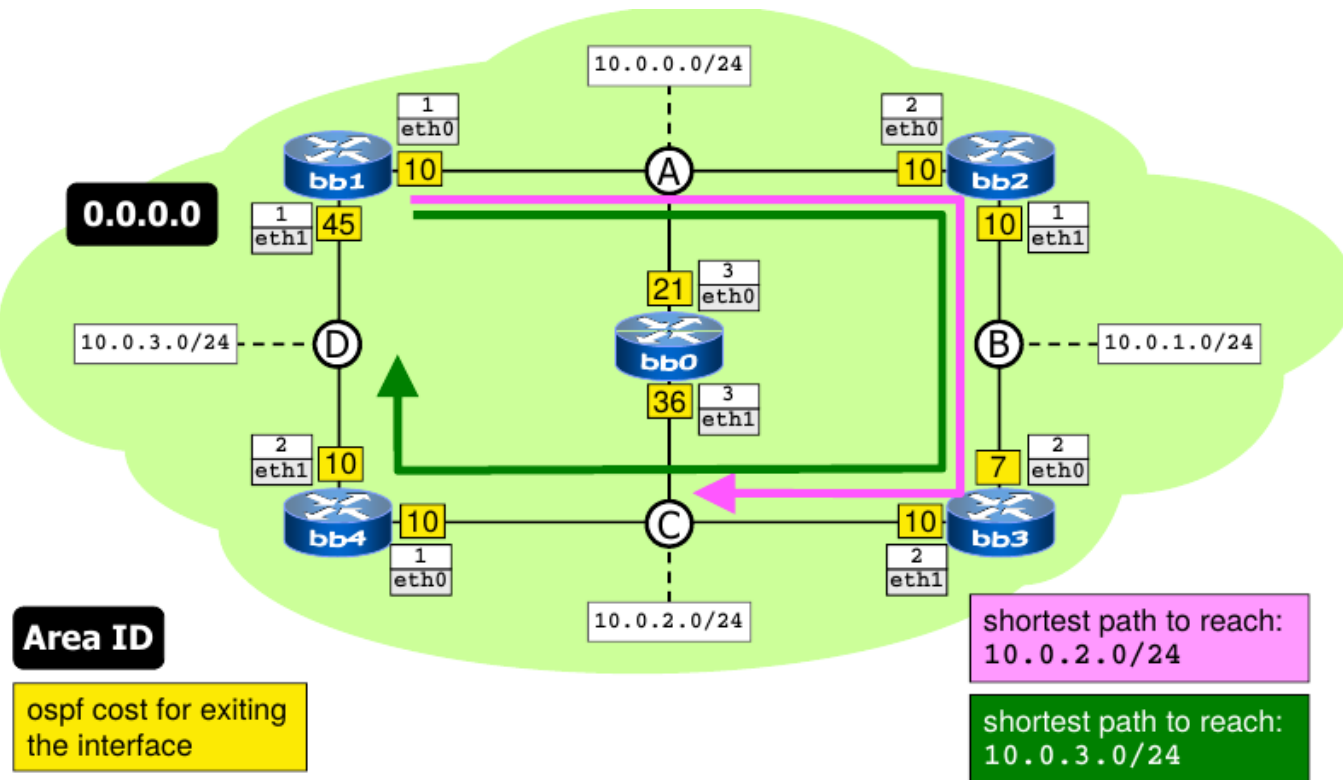 10.0.0.0/24
1
eth0
2
eth0
bb1
10
A
10
bb2
0.0.0.0
1
eth1
45
10
1
eth1
21
3
eth0
10.0.3.0/24
D
bb0
B
10.0.1.0/24
36
3
eth1
2
eth1
10
7
2
eth0
bb4
10
C
10
bb3
1
eth0
2
eth1
10.0.2.0/24
Area ID
shortest path to reach:
10.0.2.0/24
ospf cost for exiting
the interface
shortest path to reach:
10.0.3.0/24